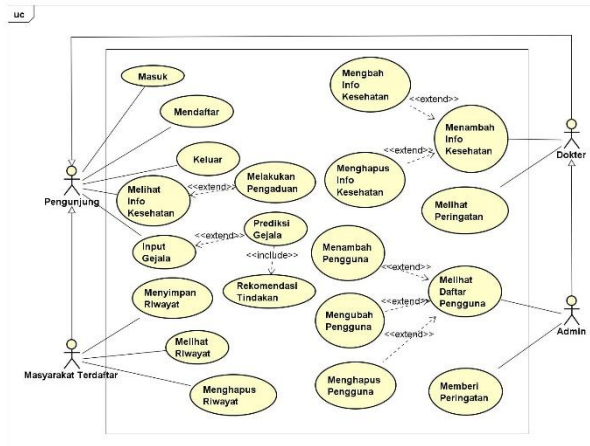 uc
Masuk
Mendaftar
Keluar
Melihat
Info
Kesehatan
<<extend>>
Melakukan
Pengaduan
Pengunjung
Input
Gejala
<<extend>>
Prediksi
Gejala
<<include>>
Rekomendasi
Tindakan
Menyimpan
Riwayat
Melihat
Riwayat
Menghapus
Riwayat
Masyarakat Terdaftar
Mengbah
Info
Kesehatan
<<extend>>
Menambah
Info
Kesehatan
<<extend>>
Menghapus
Info
Kesehatan
Dokter
Melihat
Peringatan
Menambah
Pengguna
<<extend>>
Melihat
Daftar
Pengguna
Mengubah
Pengguna
<<extend>>
<<extend>>
Menghapus
Pengguna
Memberi
Peringatan
Admin